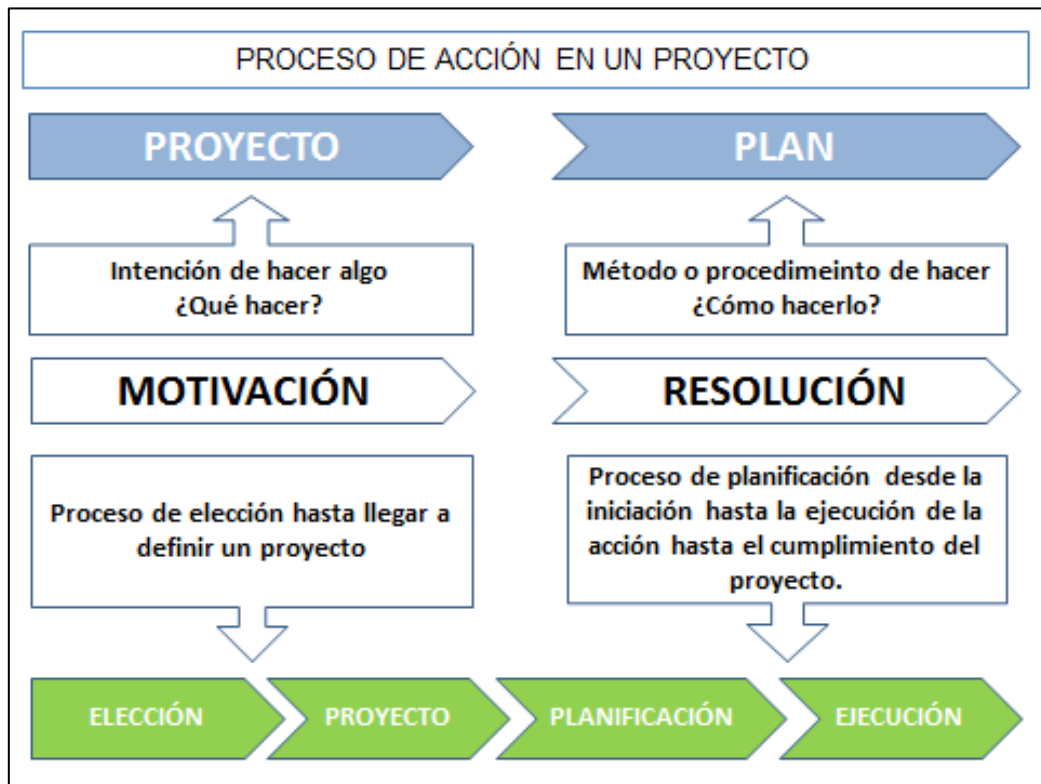 PROCESO DE ACCIÓN EN UN PROYECTO
PROYECTO
PLAN
Intención de hacer algo
¿Qué hacer?
Método o procedimeinto de hacer
¿Cómo hacerlo?
MOTIVACIÓN
RESOLUCIÓN
Proceso de elección hasta llegar a
definir un proyecto
Proceso de planificación desde la
iniciación hasta la ejecución de la
acción hasta el cumplimiento del
proyecto.
ELECCIÓN
PROYECTO
PLANIFICACIÓN
EJECUCIÓN